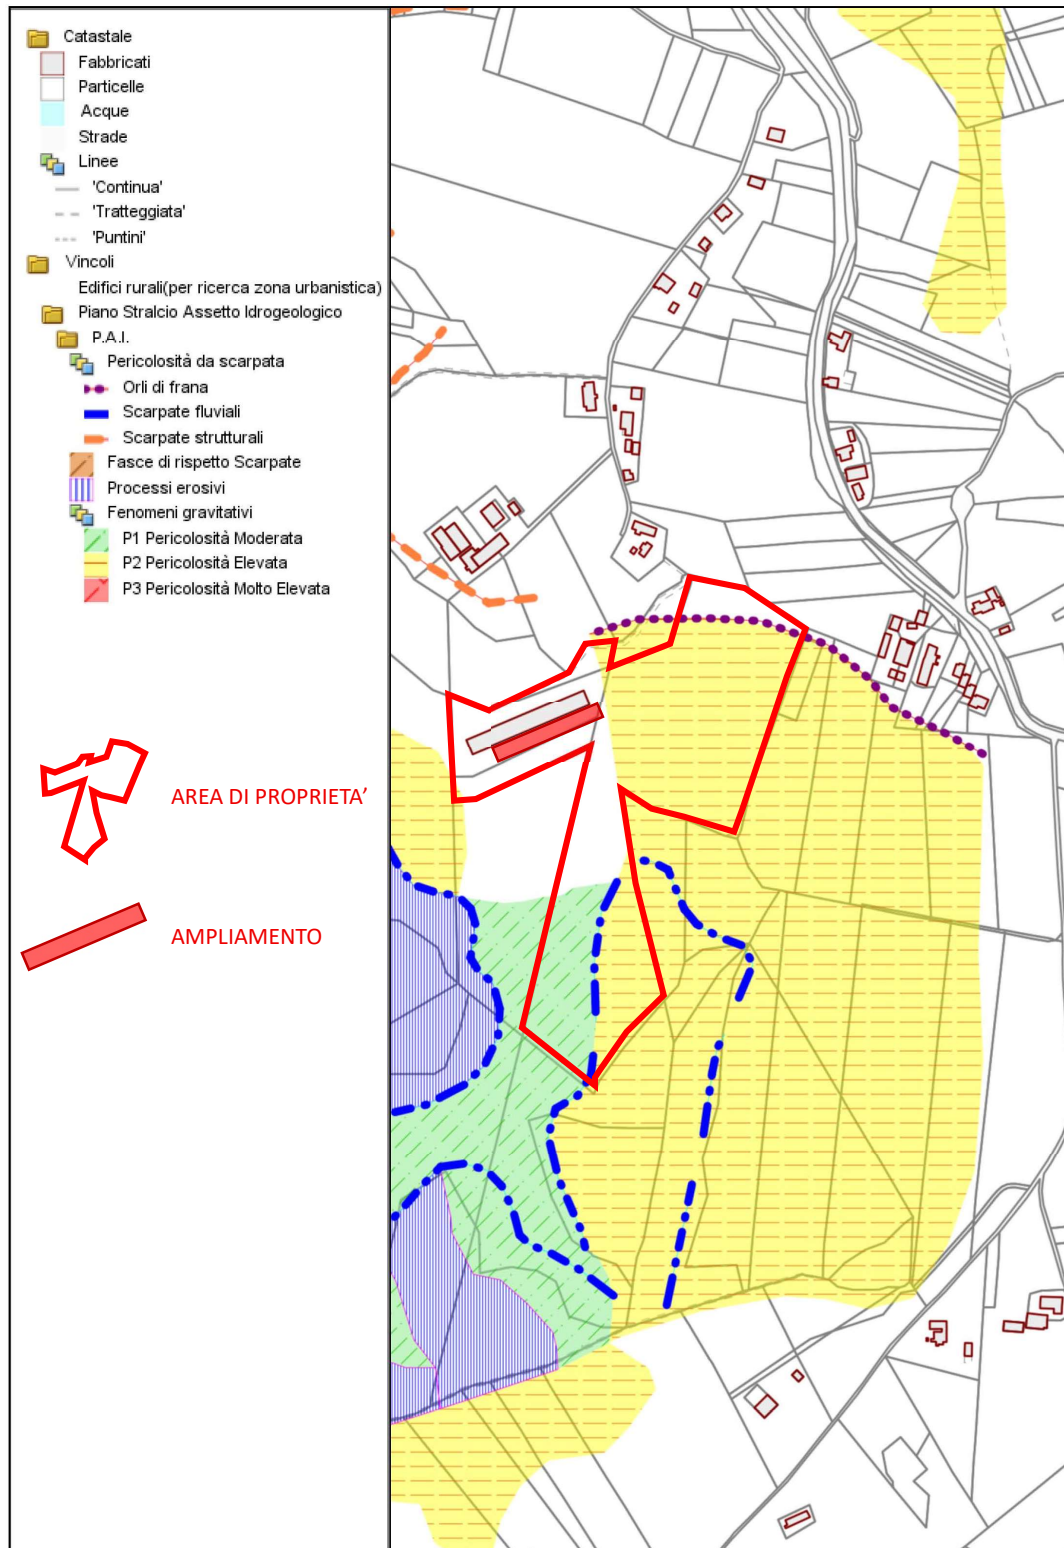 Catastale
Fabbricati
Particelle
Acque
Strade
Linee
'Continua'
'Tratteggiata'
'Puntini'
Vincoli
Edifici rurali(per ricerca zona urbanistica)
Piano Stralcio Assetto Idrogeologico
P.A.I.
Pericolosità da scarpata
Orli di frana
Scarpate fluviali
Scarpate strutturali
Fasce di rispetto Scarpate
Processi erosivi
Fenomeni gravitativi
P1 Pericolosità Moderata
P2 Pericolosità Elevata
P3 Pericolosità Molto Elevata
AREA DI PROPRIETA'
AMPLIAMENTO